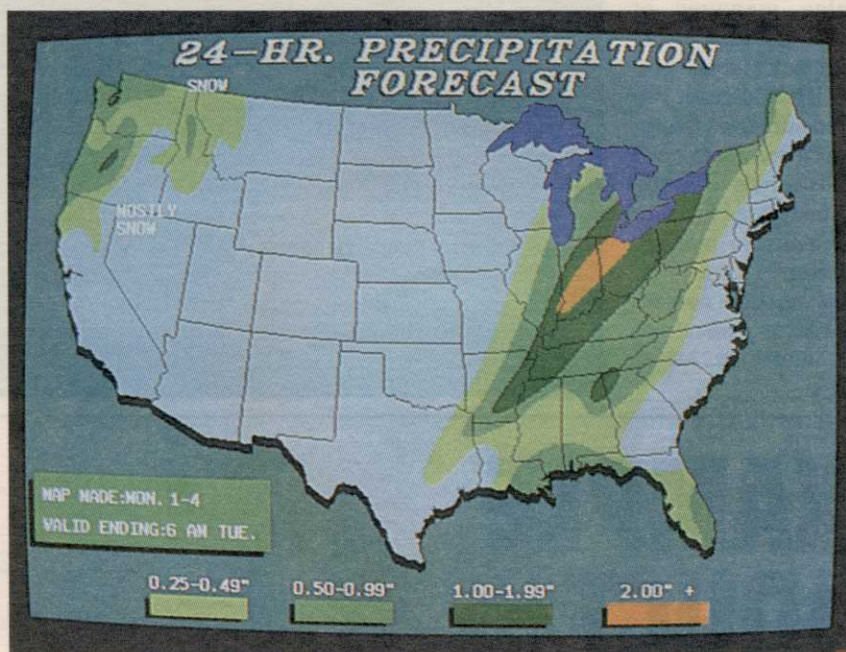 24-HR. PRECIPITATION
FORECAST
SNOW
MOSTLY
SNOW
MAP MADE:MON. 1-4
VALID ENDING:6 AM TUE.
0.25-0.49" 0.50-0.99" 1.00-1.99" 2.00" +